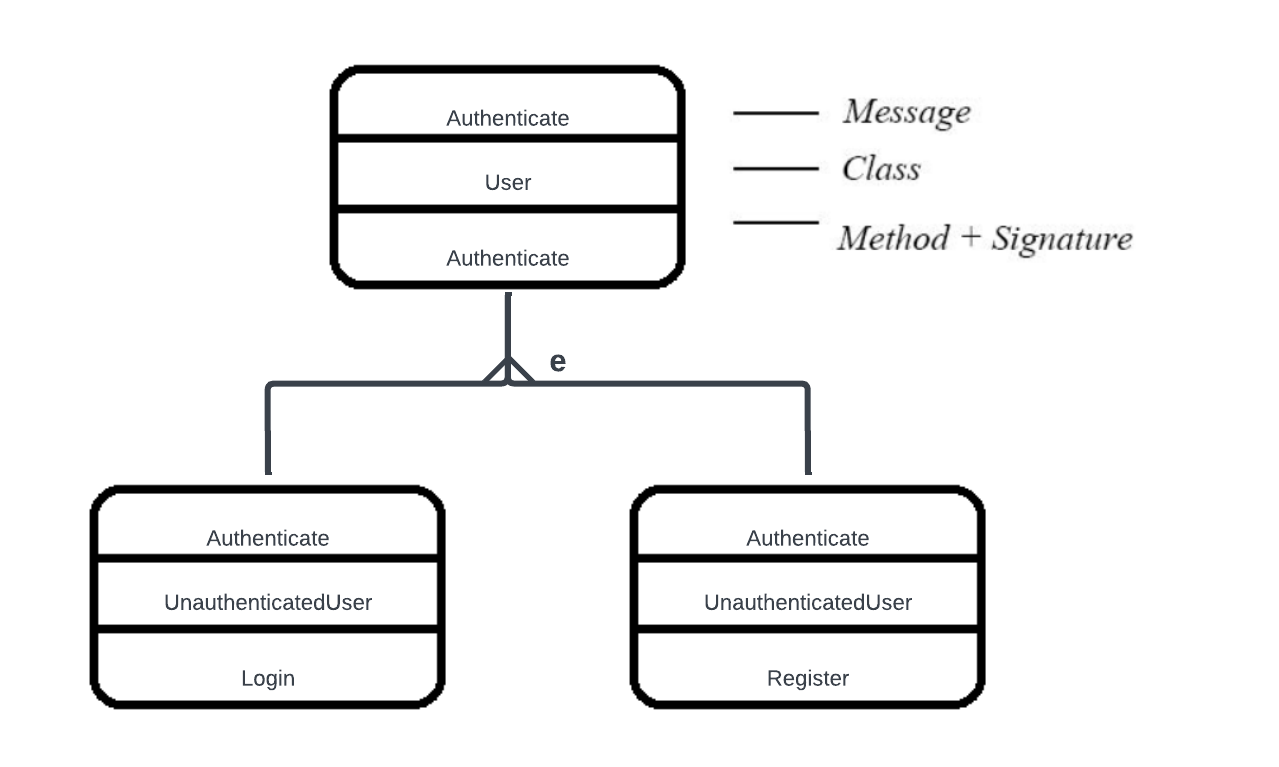 Authenticate
User
Authenticate
Message
Class
Method + Signature
e
Authenticate
UnauthenticatedUser
Login
Authenticate
UnauthenticatedUser
Register